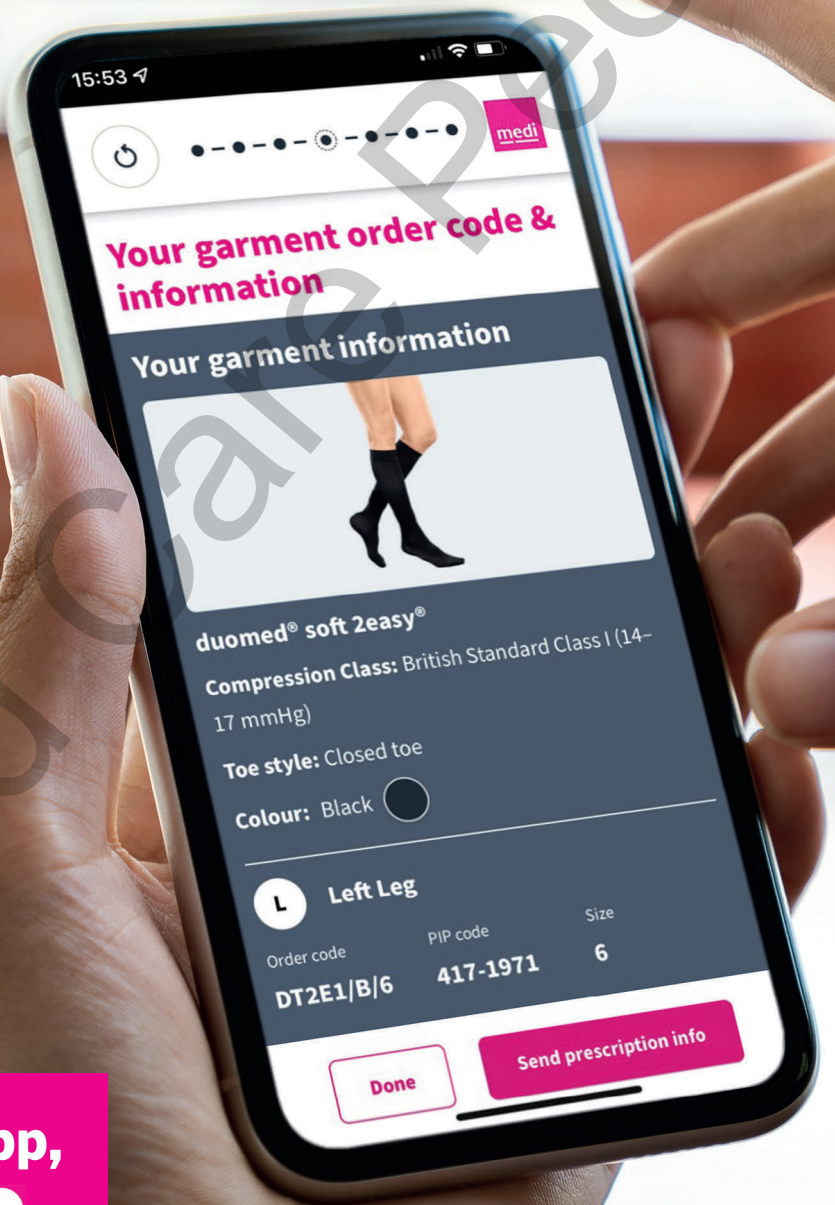 15:53
medi
Your garment order code &
information
Your garment information
duomed® soft 2easy®
Compression Class: British Standard Class I (14–
17 mmHg)
Toe style: Closed toe
Colour: Black
L Left Leg
Order code PIP code Size
DT2E1/B/6 417-1971 6
Done Send prescription info
Care